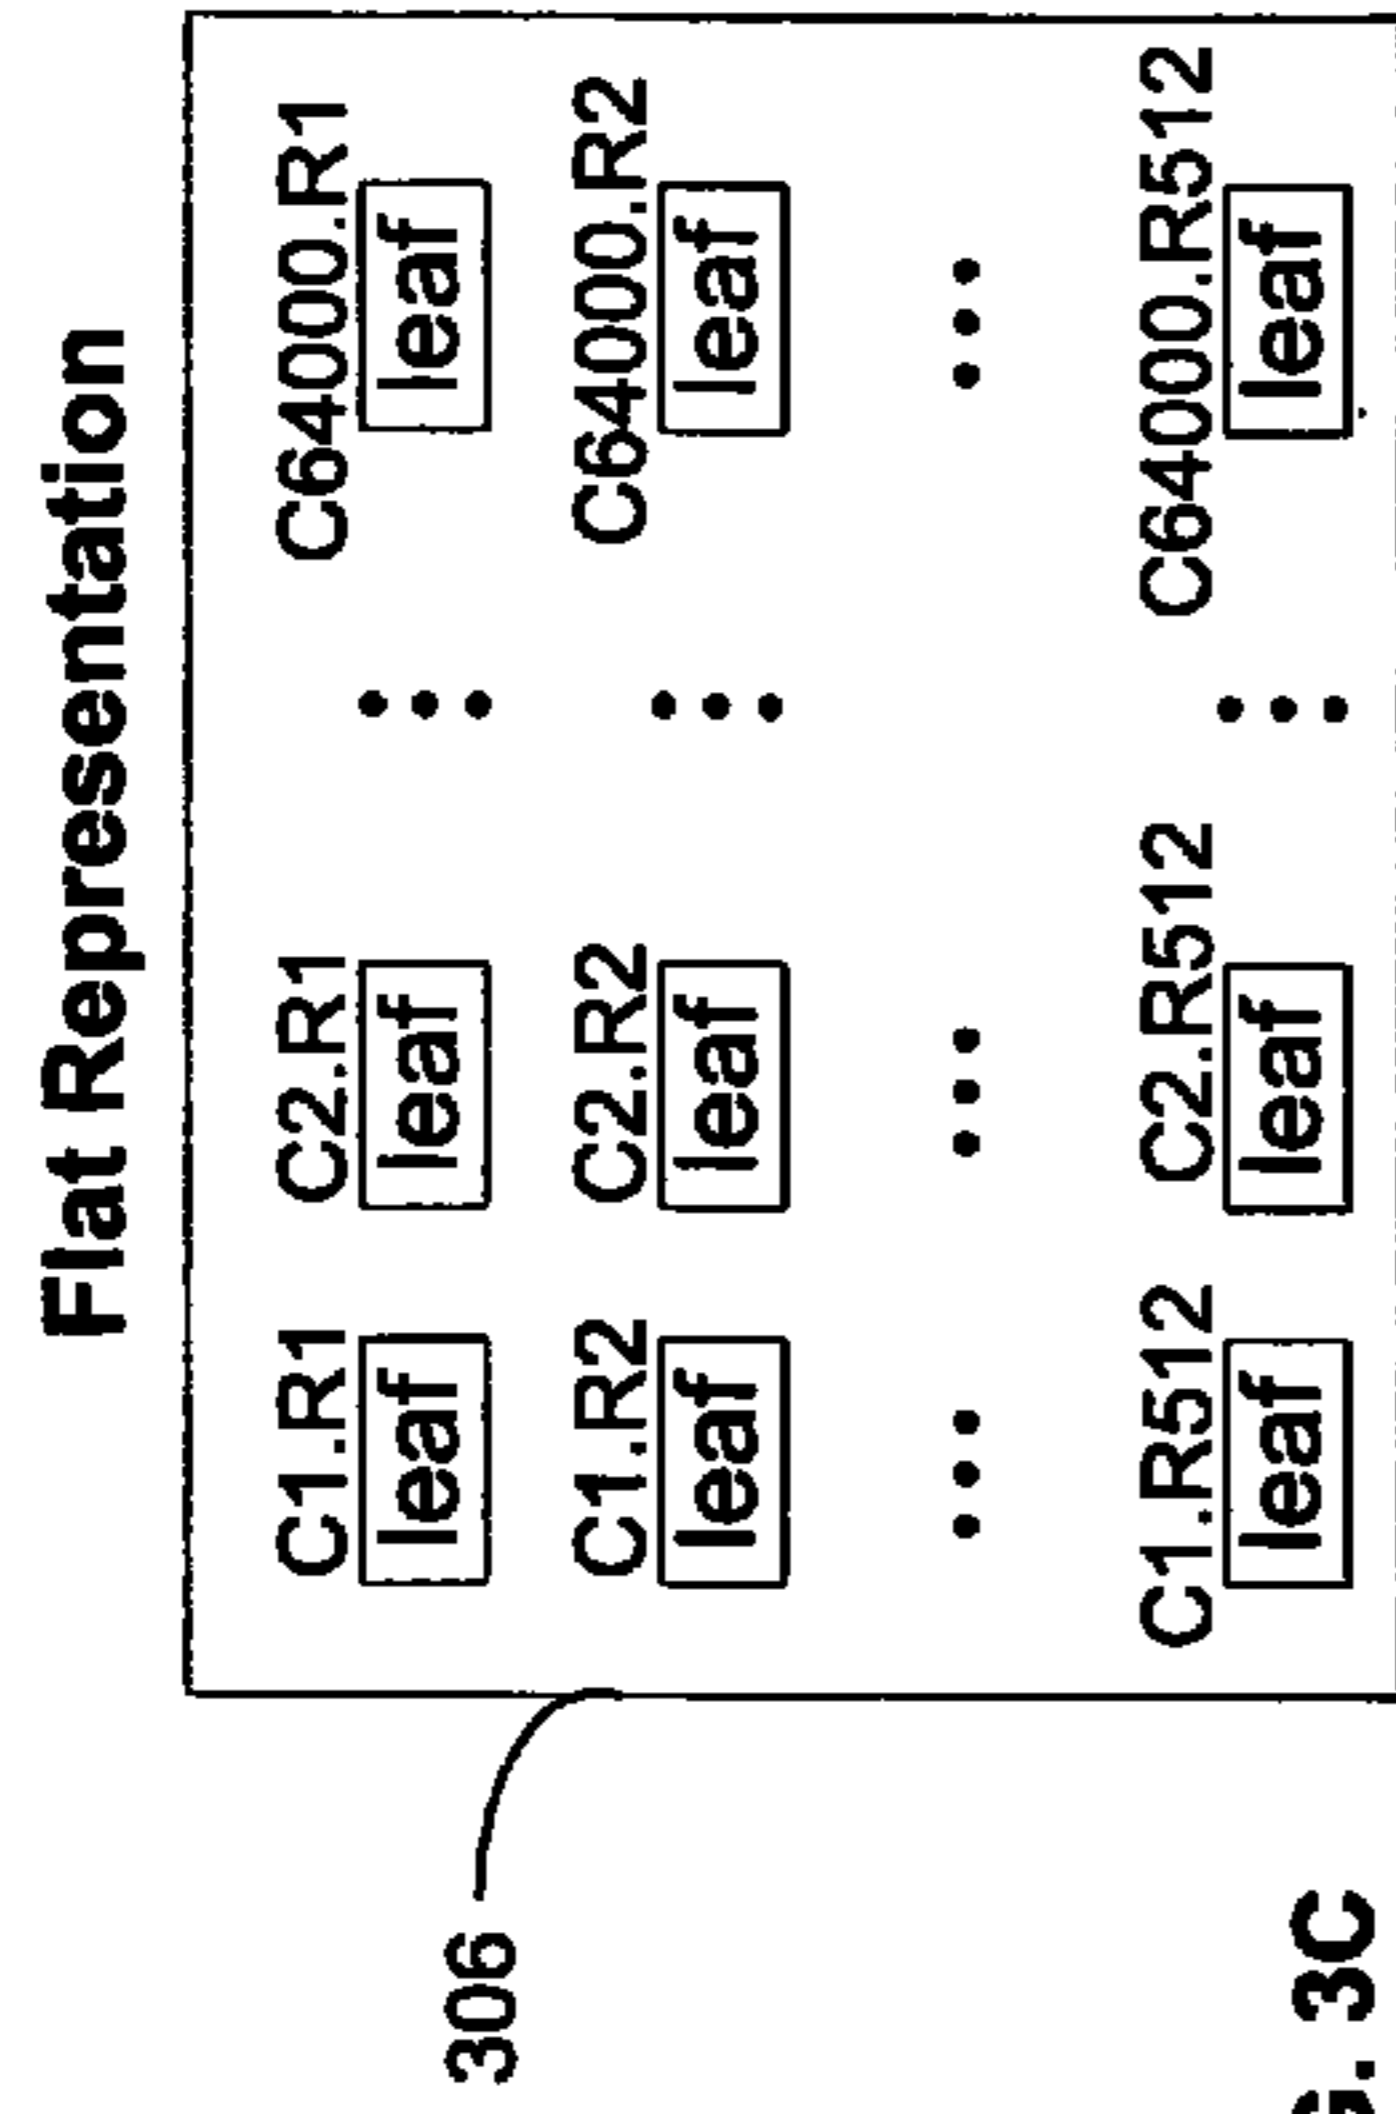 Flat Representation
C1.R1 C2.R1 C64000.R1
leaf leaf leaf
C1.R2 C2.R2 C64000.R2
leaf leaf leaf
C1.R512 C2.R512 C64000.R512
leaf leaf leaf
306
G. 3C